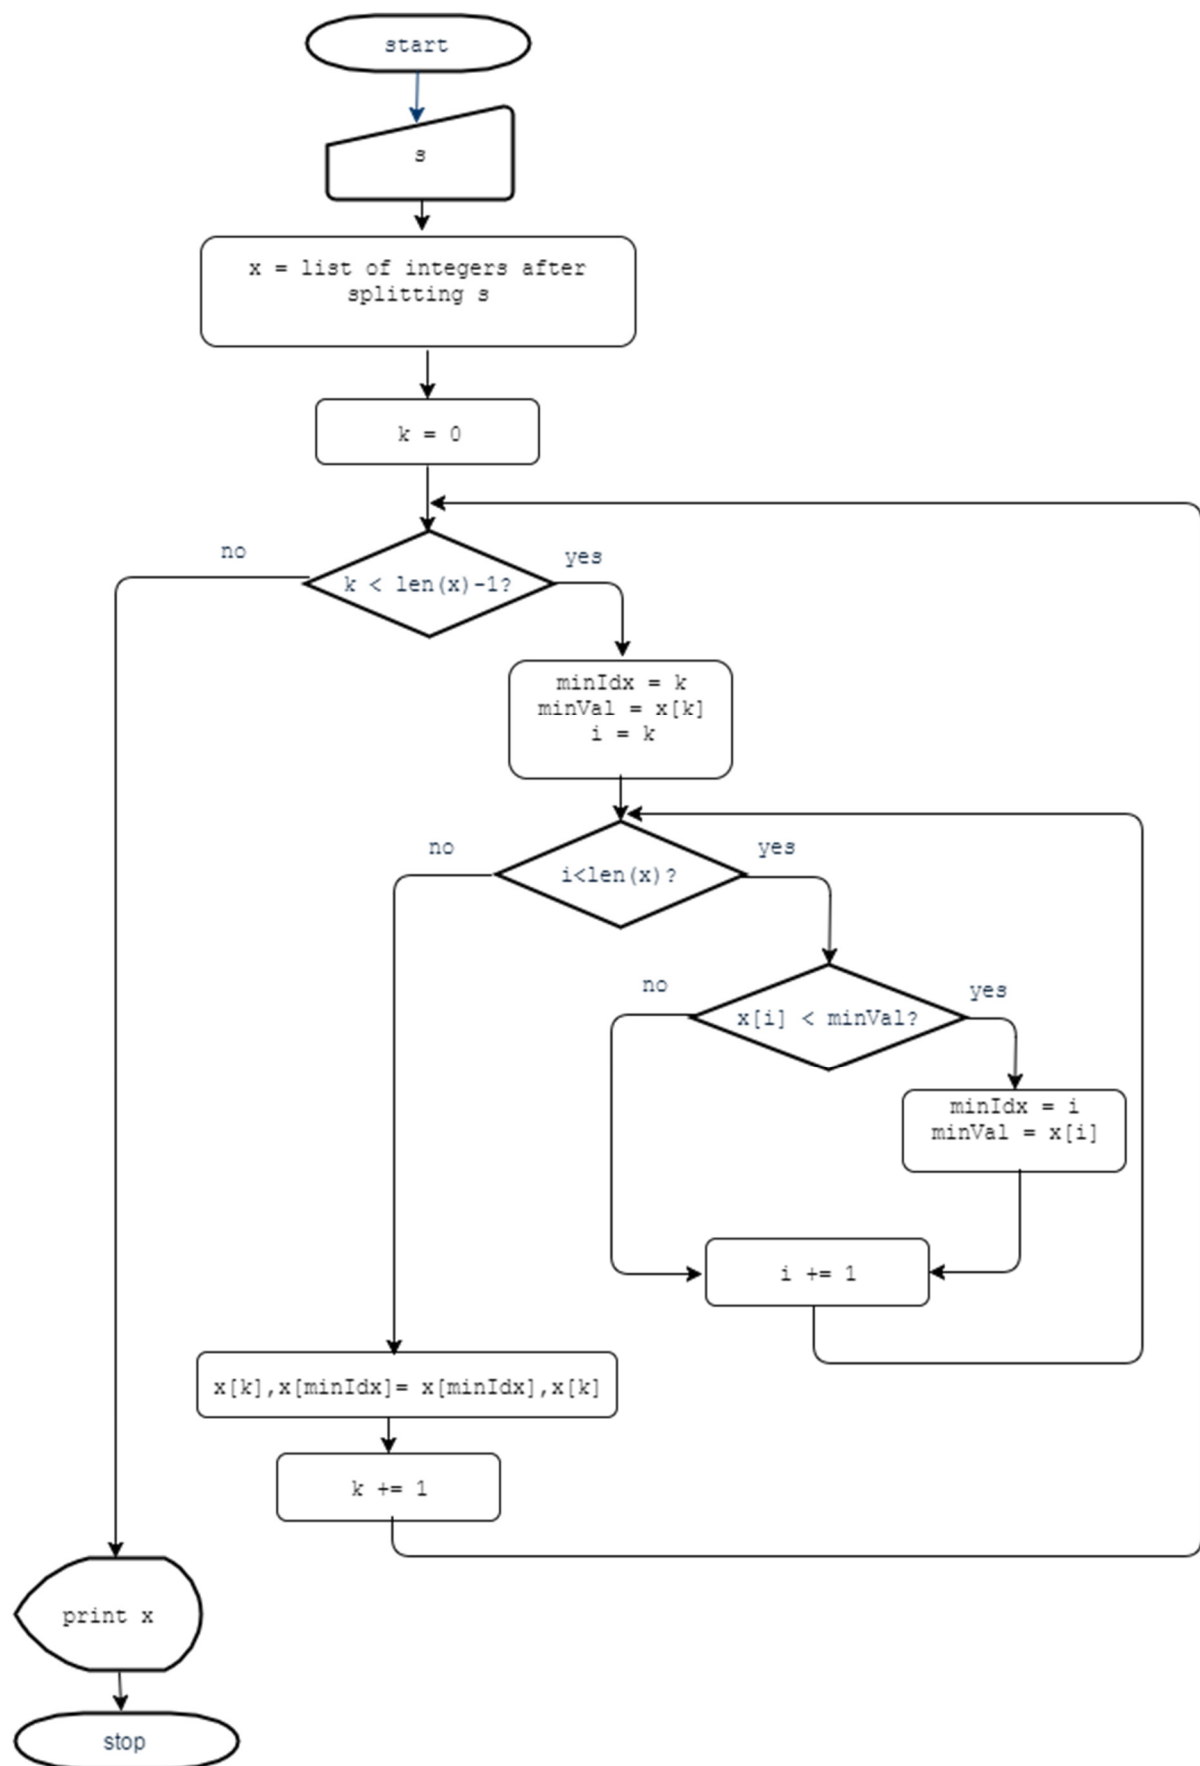 start
s
x = list of integers after
splitting s
k = 0
no
yes
k < len(x)-1?
minIdx = k
minVal = x[k]
i = k
no
yes
i<len(x)?
no
yes
x[i] < minVal?
minIdx = i
minVal = x[i]
i += 1
x[k],x[minIdx]= x[minIdx],x[k]
k += 1
print x
stop